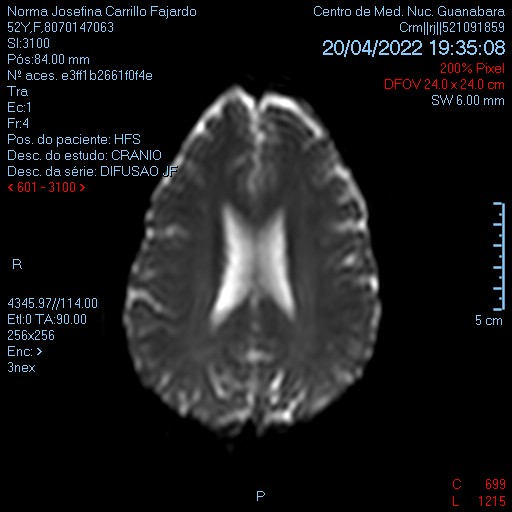 Norma Josefina Carrillo Fajardo
52Y,F,8070147063
SI:3100
Pós:84.00 mm
Nº aces. e3ff1b2661f0f4e
Tra
Ec:1
Fr:4
Pos. do paciente: HFS
Desc. do estudo: CRANIO
Desc. da série: DIFUSAO JF
< 601 - 3100 >
Centro de Med. Nuc. Guanabara
Crm||rj||521091859
20/04/2022 19:35:08
200% Pixel
DFOV 24.0 x 24.0 cm
SW 6.00 mm
R
5 cm
4345.97//114.00
Etl:0 TA:90.00
256x256
Enc: >
3nex
P
C 699
L 1215